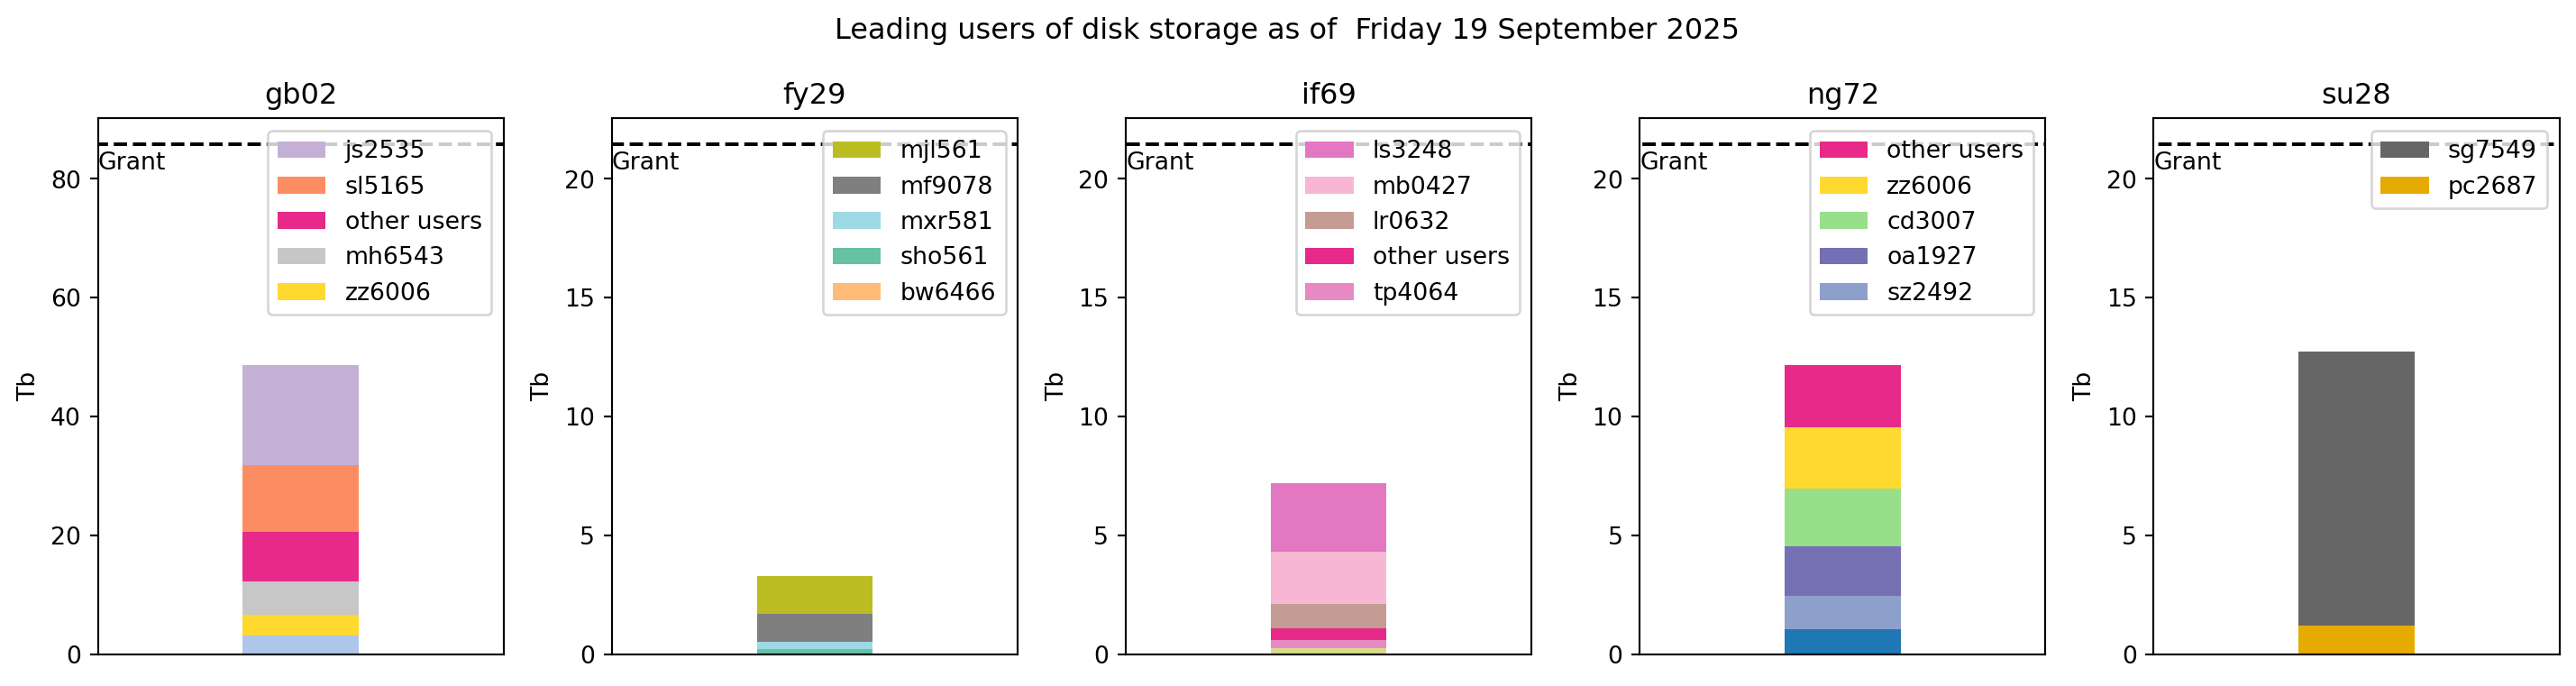 Leading users of disk storage as of  Friday 19 September 2025
gb02
Grant
js2535
sl5165
other users
mh6543
zz6006
80
60
40
20
0
Tb
fy29
Grant
mjl561
mf9078
mxr581
sho561
bw6466
20
15
10
5
0
Tb
if69
Grant
ls3248
mb0427
lr0632
other users
tp4064
20
15
10
5
0
Tb
ng72
Grant
other users
zz6006
cd3007
oa1927
sz2492
20
15
10
5
0
Tb
su28
Grant
sg7549
pc2687
20
15
10
5
0
Tb